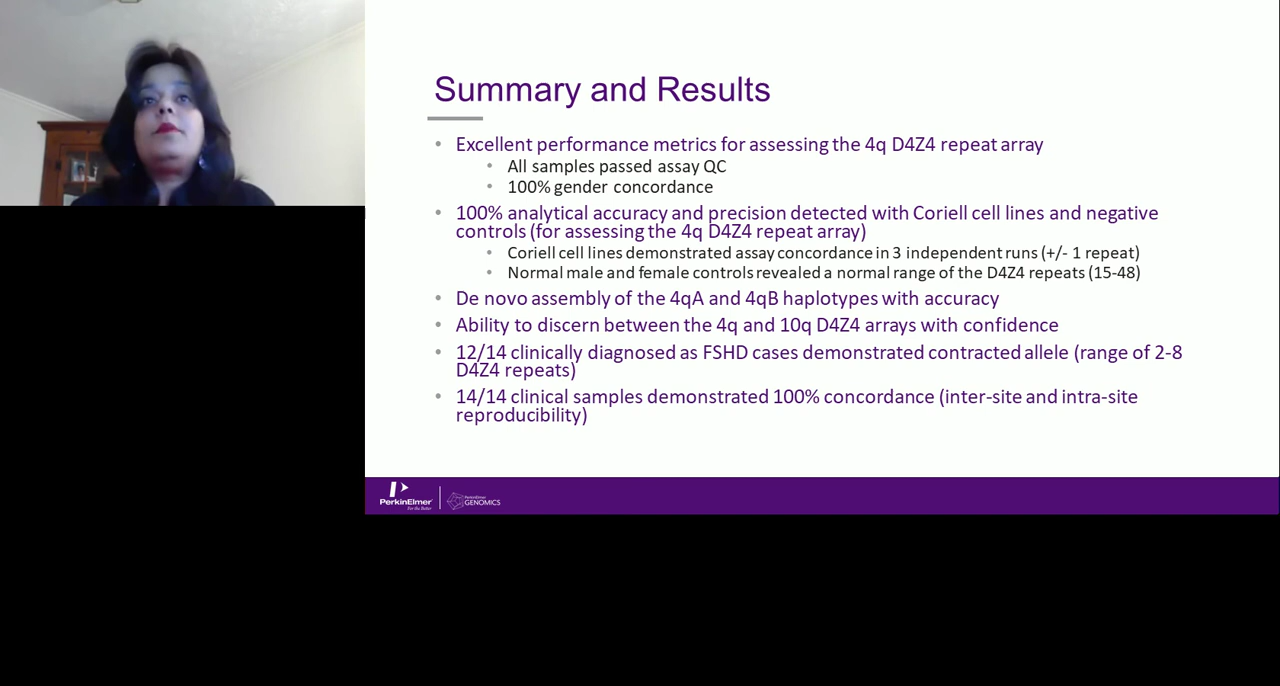 Summary and Results
• Excellent performance metrics for assessing the 4q D4Z4 repeat array
• All samples passed assay QC
• 100% gender concordance
• 100% analytical accuracy and precision detected with Coriell cell lines and negative
controls (for assessing the 4q D4Z4 repeat array)
• Coriell cell lines demonstrated assay concordance in 3 independent runs (+/- 1 repeat)
• Normal male and female controls revealed a normal range of the D4Z4 repeats (15-48)
• De novo assembly of the 4qA and 4qB haplotypes with accuracy
• Ability to discern between the 4q and 10q D4Z4 arrays with confidence
• 12/14 clinically diagnosed as FSHD cases demonstrated contracted allele (range of 2-8
D4Z4 repeats)
• 14/14 clinical samples demonstrated 100% concordance (inter-site and intra-site
reproducibility)
PerkinElmer
For the Better
PerkinElmer
GENOMICS